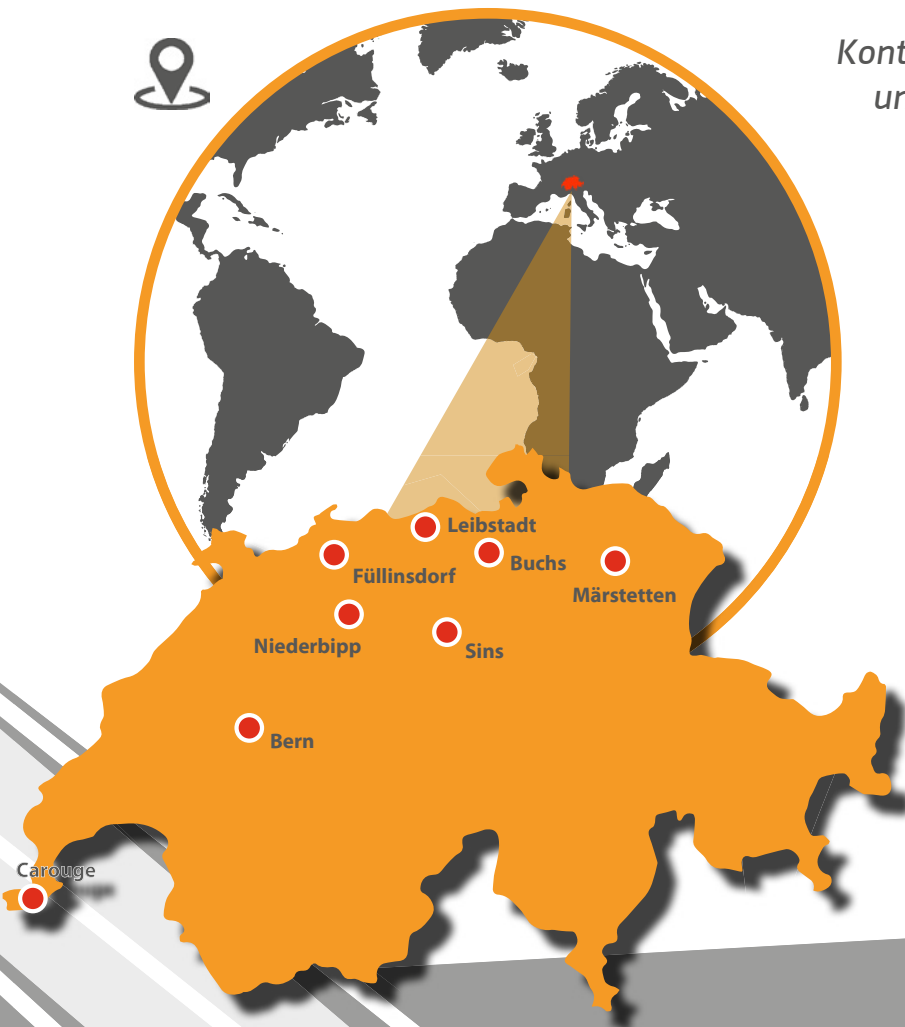 Leibstadt
Buchs
Füllinsdorf
Märstetten
Niederbipp
Sins
Bern
Carouge